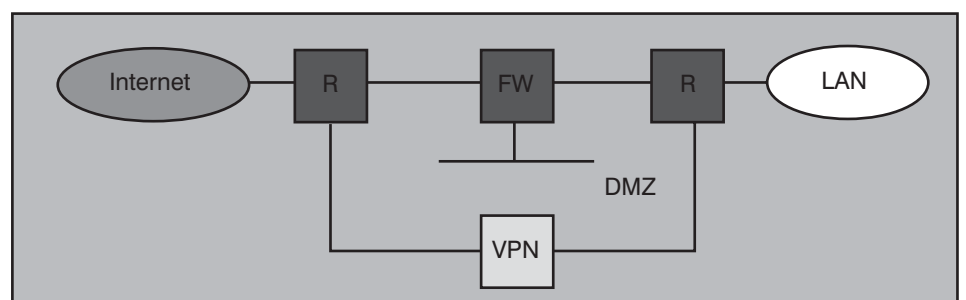 Internet
R
FW
R
LAN
DMZ
VPN